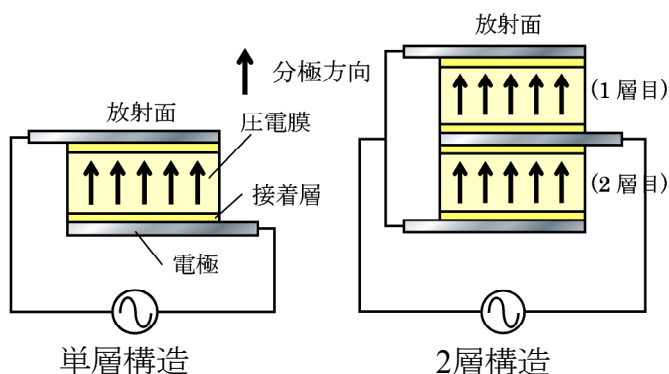 放射面
分極方向
圧電膜
接着層
電極
単層構造
放射面
(1 層目)
(2 層目)
2層構造